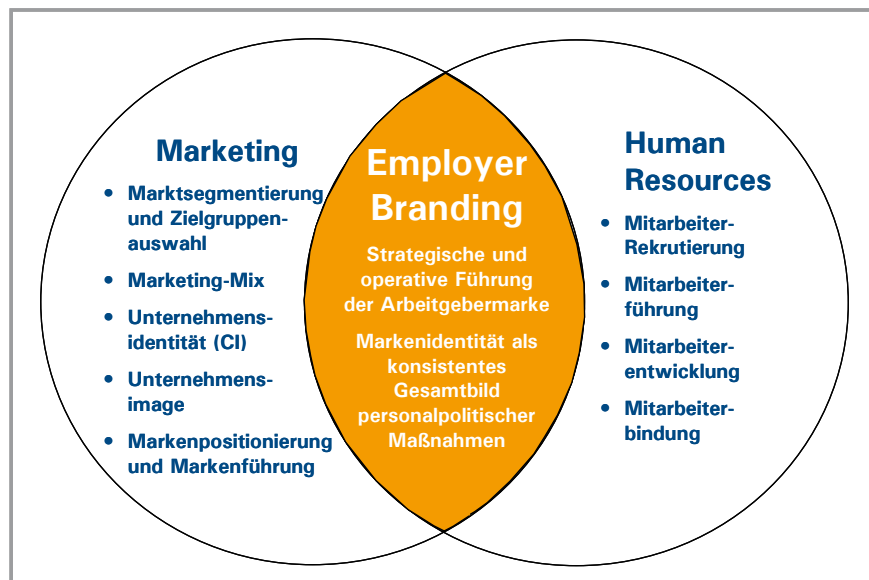 Marketing
• Marktsegmentierung
und Zielgruppen-
auswahl
• Marketing-Mix
• Unternehmens-
identität (CI)
• Unternehmens-
image
• Markenpositionierung
und Markenführung
Employer
Branding
Strategische und
operative Führung
der Arbeitgebermarke
Markenidentität als
konsistentes
Gesamtbild
personalpolitischer
Maßnahmen
Human
Resources
• Mitarbeiter-
Rekrutierung
• Mitarbeiter-
führung
• Mitarbeiter-
entwicklung
• Mitarbeiter-
bindung